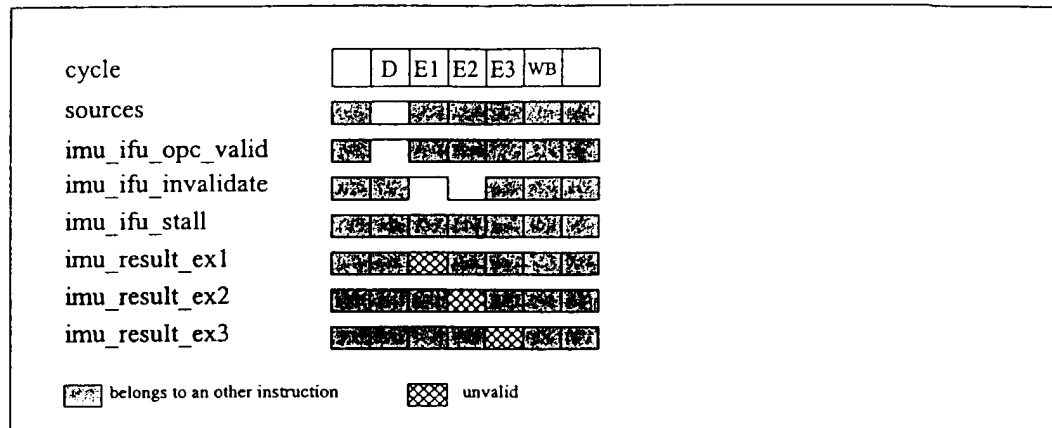 cycle D E1 E2 E3 WB
sources
imu_ifu_opc_valid
imu_ifu_invalidate
imu_ifu_stall
imu_result_ex1
imu_result_ex2
imu_result_ex3
belongs to an other instruction unvalid